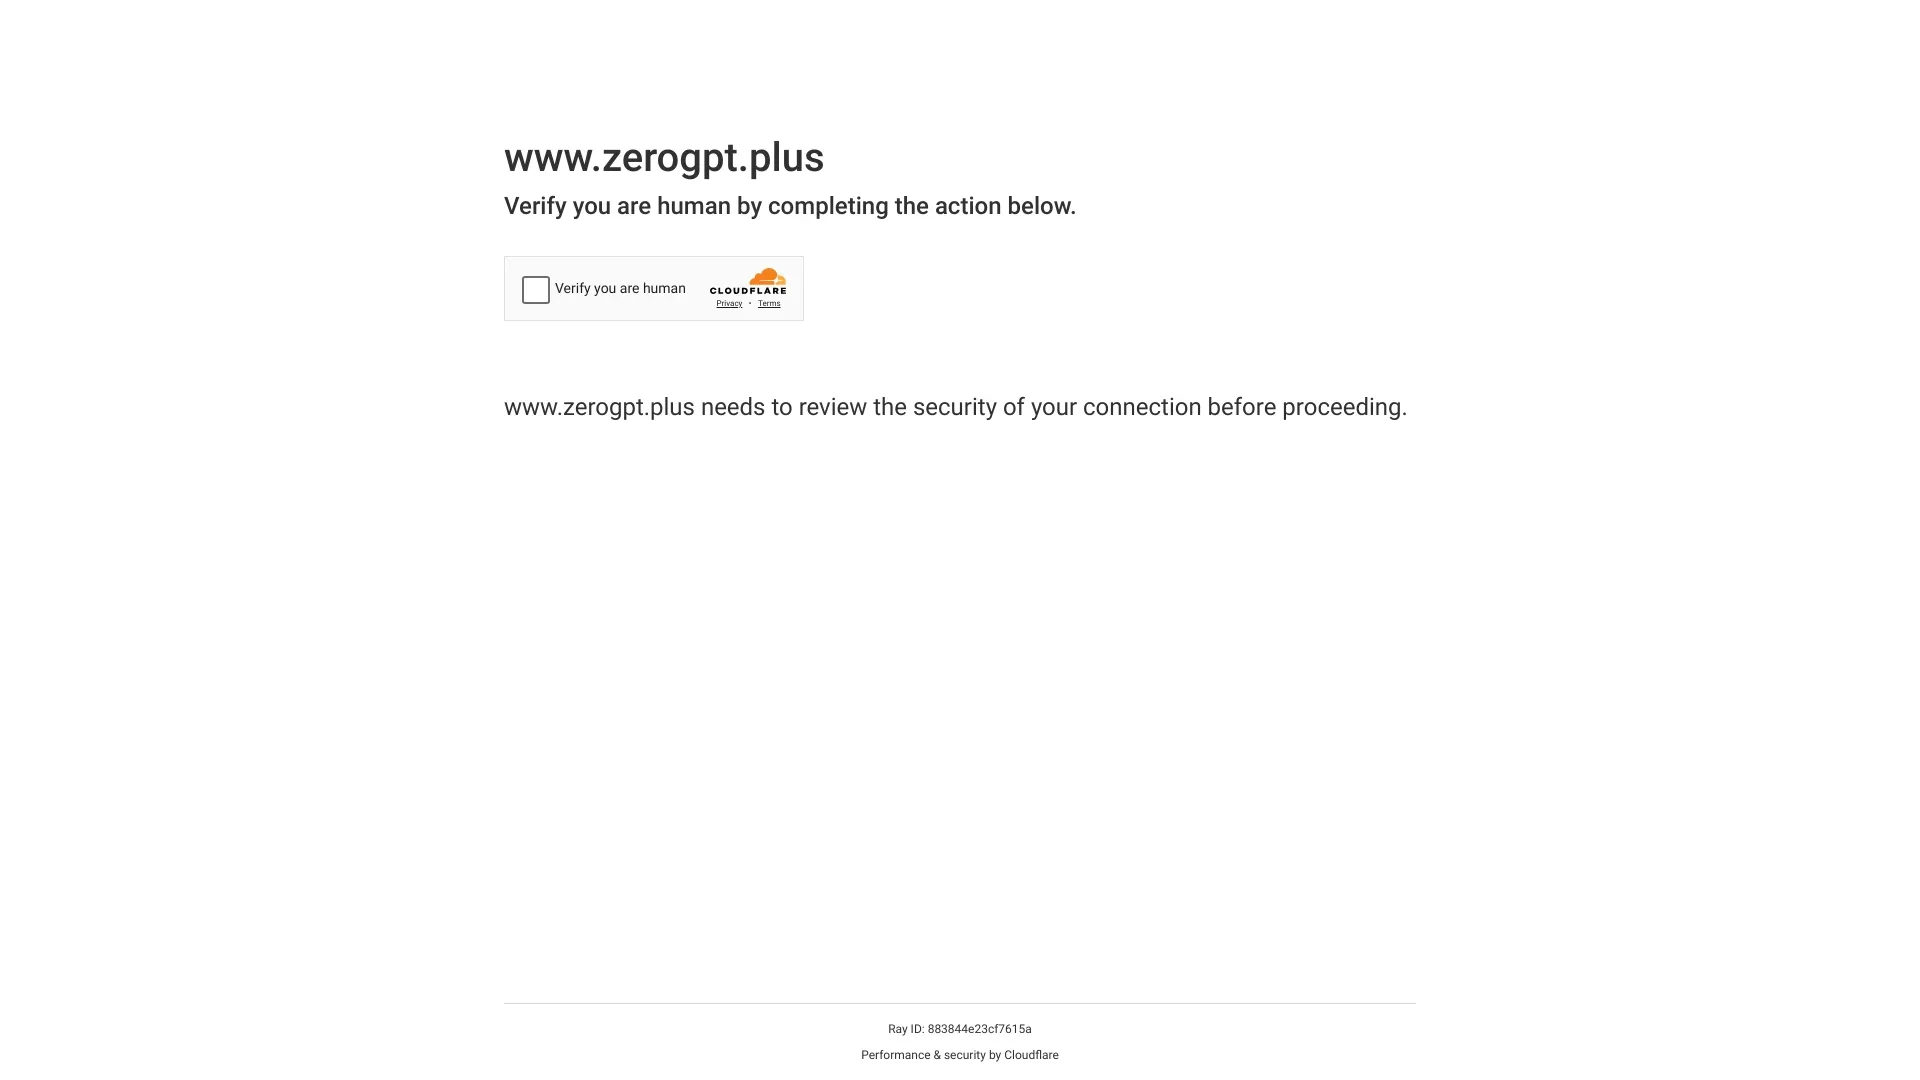 www.zerogpt.plus
Verify you are human by completing the action below.
Verify you are human
CLOUDFLARE
Privacy • Terms
www.zerogpt.plus needs to review the security of your connection before proceeding.
Ray ID: 883844e23cf7615a
Performance & security by Cloudflare